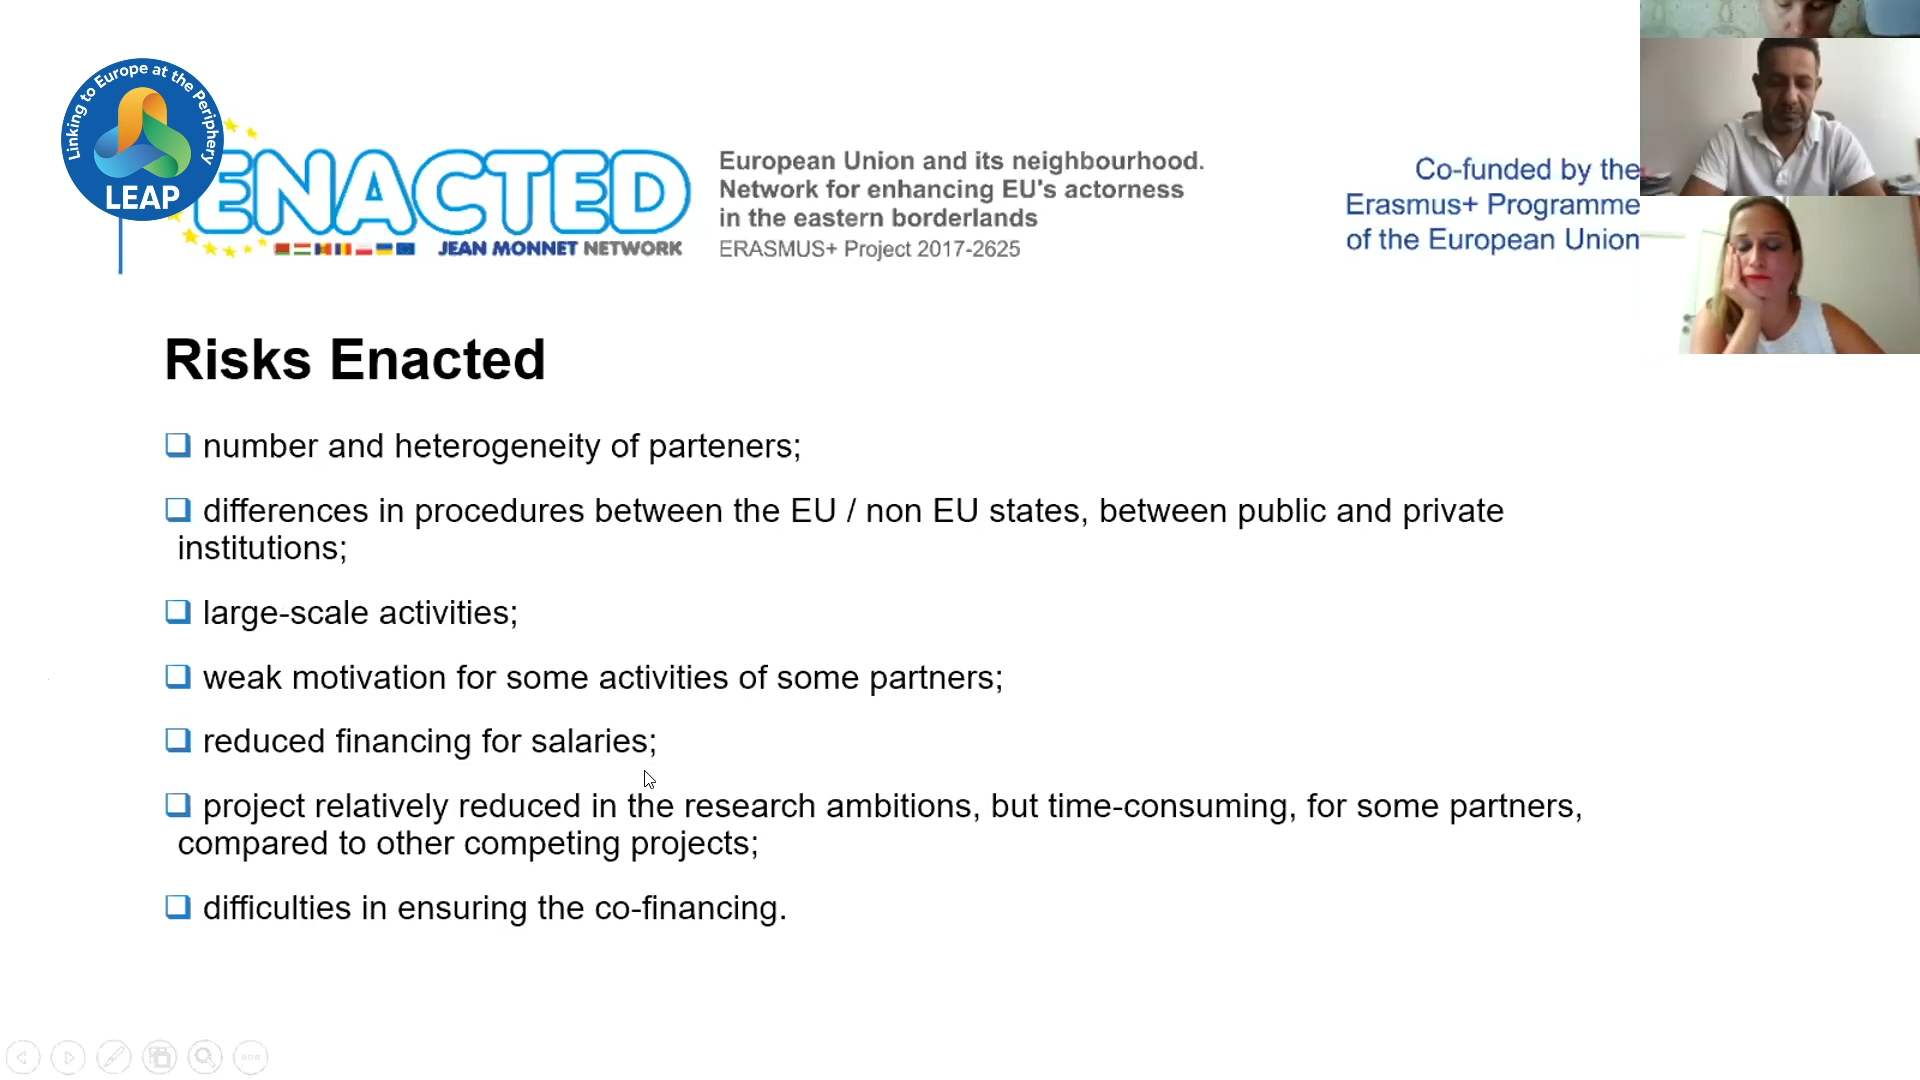 Linking to Europe at the Periphery
LEAP
ENACTED
JEAN MONNET NETWORK
European Union and its neighbourhood.
Network for enhancing EU's actorness
in the eastern borderlands
ERASMUS+ Project 2017-2625
Co-funded by the
Erasmus+ Programme
of the European Union
Risks Enacted
number and heterogeneity of parteners;
differences in procedures between the EU / non EU states, between public and private
institutions;
large-scale activities;
weak motivation for some activities of some partners;
reduced financing for salaries;
project relatively reduced in the research ambitions, but time-consuming, for some partners,
compared to other competing projects;
difficulties in ensuring the co-financing.